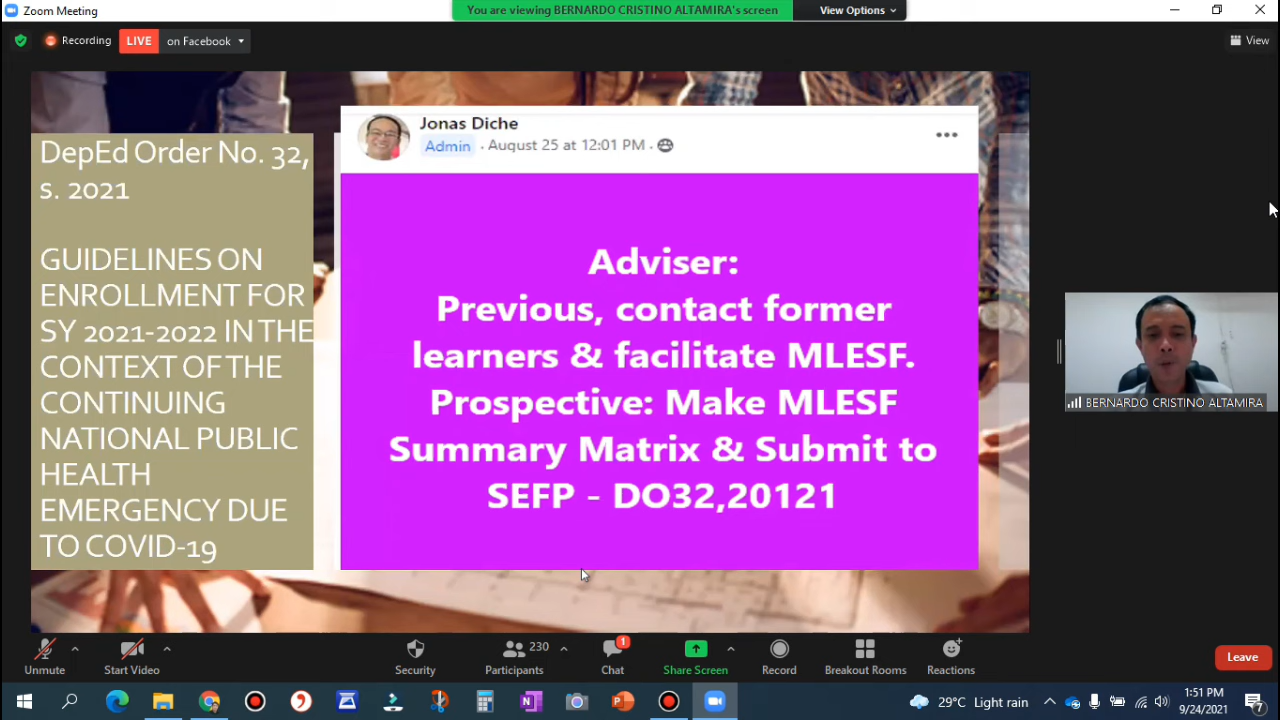 Zoom Meeting
You are viewing BERNARDO CRISTINO ALTAMIRA's screen
View Options
Recording
LIVE
on Facebook
View
DepEd Order No. 32,
s. 2021
GUIDELINES ON
ENROLLMENT FOR
SY 2021-2022 IN THE
CONTEXT OF THE
CONTINUING
NATIONAL PUBLIC
HEALTH
EMERGENCY DUE
TO COVID-19
Jonas Diche
Admin · August 25 at 12:01 PM ·
Adviser:
Previous, contact former
learners & facilitate MLESF.
Prospective: Make MLESF
Summary Matrix & Submit to
SEFP - DO32,20121
BERNARDO CRISTINO ALTAMIRA
Unmute
Start Video
Security
Participants
230
Chat
1
Share Screen
Record
Breakout Rooms
Reactions
Leave
29°C Light rain
1:51 PM
9/24/2021
7